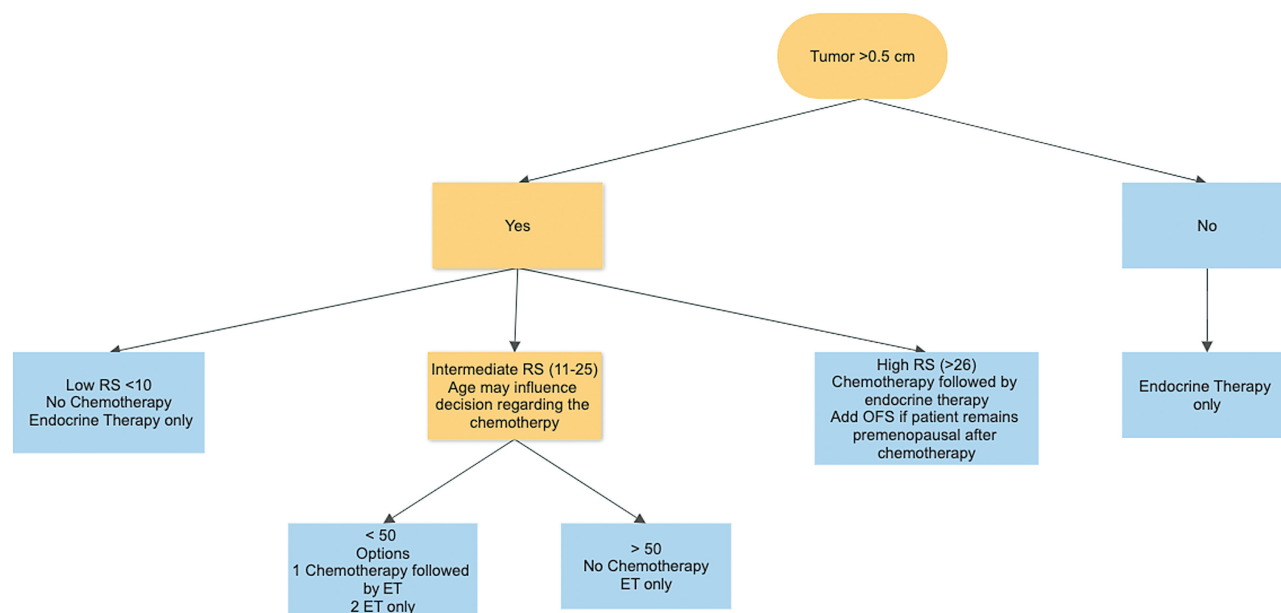 Tumor >0.5 cm
Yes
No
Low RS <10
No Chemotherapy
Endocrine Therapy only
Intermediate RS (11-25)
Age may influence
decision regarding the
chemotherpy
High RS (>26)
Chemotherapy followed by
endocrine therapy
Add OFS if patient remains
premenopausal after
chemotherapy
Endocrine Therapy
only
< 50
Options
1 Chemotherapy followed
by ET
2 ET only
> 50
No Chemotherapy
ET only